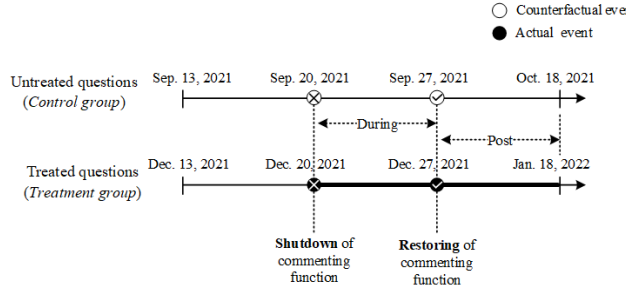 Counterfactual eve
Actual event
Untreated questions
(Control group)
Sep. 13, 2021 Sep. 20, 2021 Sep. 27, 2021 Oct. 18, 2021
During
Post
Treated questions
(Treatment group)
Dec. 13, 2021 Dec. 20, 2021 Dec. 27, 2021 Jan. 18, 2022
Shutdown of
commenting
function
Restoring of
commenting
function